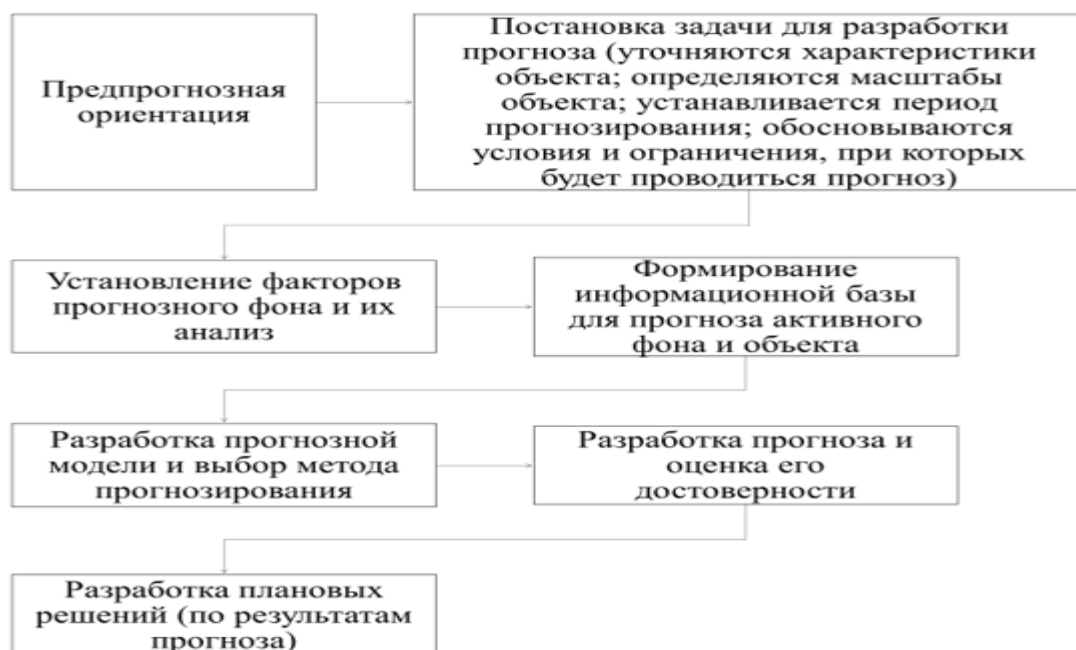 Предпрогнозная
ориентация
Постановка задачи для разработки
прогноза (уточняются характеристики
объекта; определяются масштабы
объекта; устанавливается период
прогнозирования; обосновываются
условия и ограничения, при которых
будет проводиться прогноз)
Установление факторов
прогнозного фона и их
анализ
Формирование
информационной базы
для прогноза активного
фона и объекта
Разработка прогнозной
модели и выбор метода
прогнозирования
Разработка прогноза и
оценка его
достоверности
Разработка плановых
решений (по результатам
прогноза)